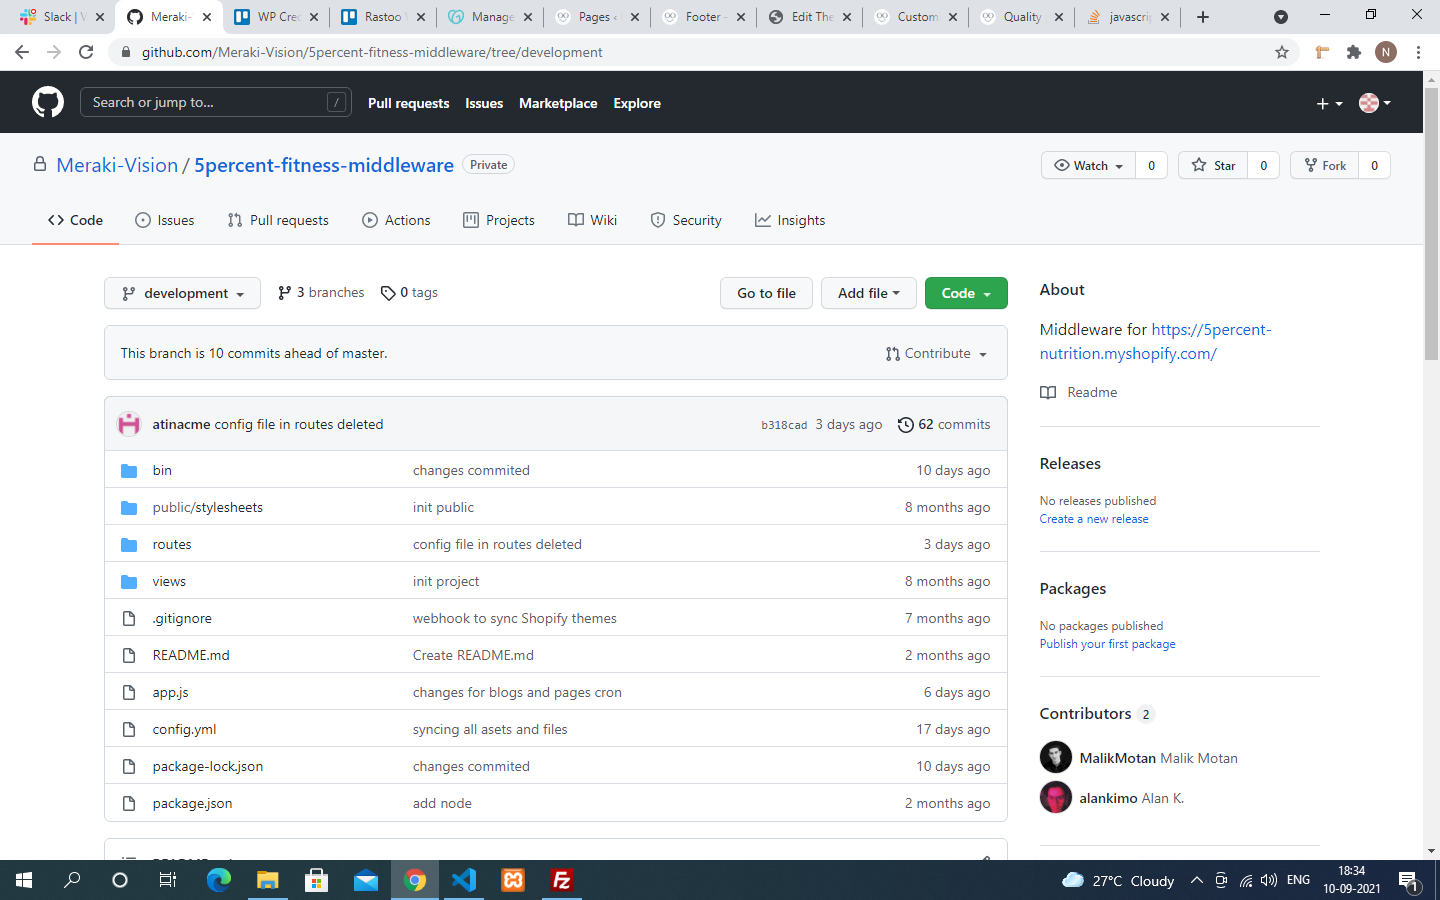 Slack | V
Meraki-
WP Crec
Rastoo V
Manage
Pages ‹
Footer –
Edit The
Custom
Quality
javascrip
github.com/Meraki-Vision/5percent-fitness-middleware/tree/development
N
Search or jump to...
/
Pull requests
Issues
Marketplace
Explore
Meraki-Vision / 5percent-fitness-middleware
Private
Watch
0
Star
0
Fork
0
Code
Issues
Pull requests
Actions
Projects
Wiki
Security
Insights
development
3 branches
0 tags
Go to file
Add file
Code
This branch is 10 commits ahead of master.
Contribute
atinacme config file in routes deleted
b318cad 3 days ago
62 commits
bin
changes commited
10 days ago
public/stylesheets
init public
8 months ago
routes
config file in routes deleted
3 days ago
views
init project
8 months ago
.gitignore
webhook to sync Shopify themes
7 months ago
README.md
Create README.md
2 months ago
app.js
changes for blogs and pages cron
6 days ago
config.yml
syncing all asets and files
17 days ago
package-lock.json
changes commited
10 days ago
package.json
add node
2 months ago
About
Middleware for https://5percent-
nutrition.myshopify.com/
Readme
Releases
No releases published
Create a new release
Packages
No packages published
Publish your first package
Contributors 2
MalikMotan Malik Motan
alankimo Alan K.
27°C Cloudy
ENG
18:34
10-09-2021
1